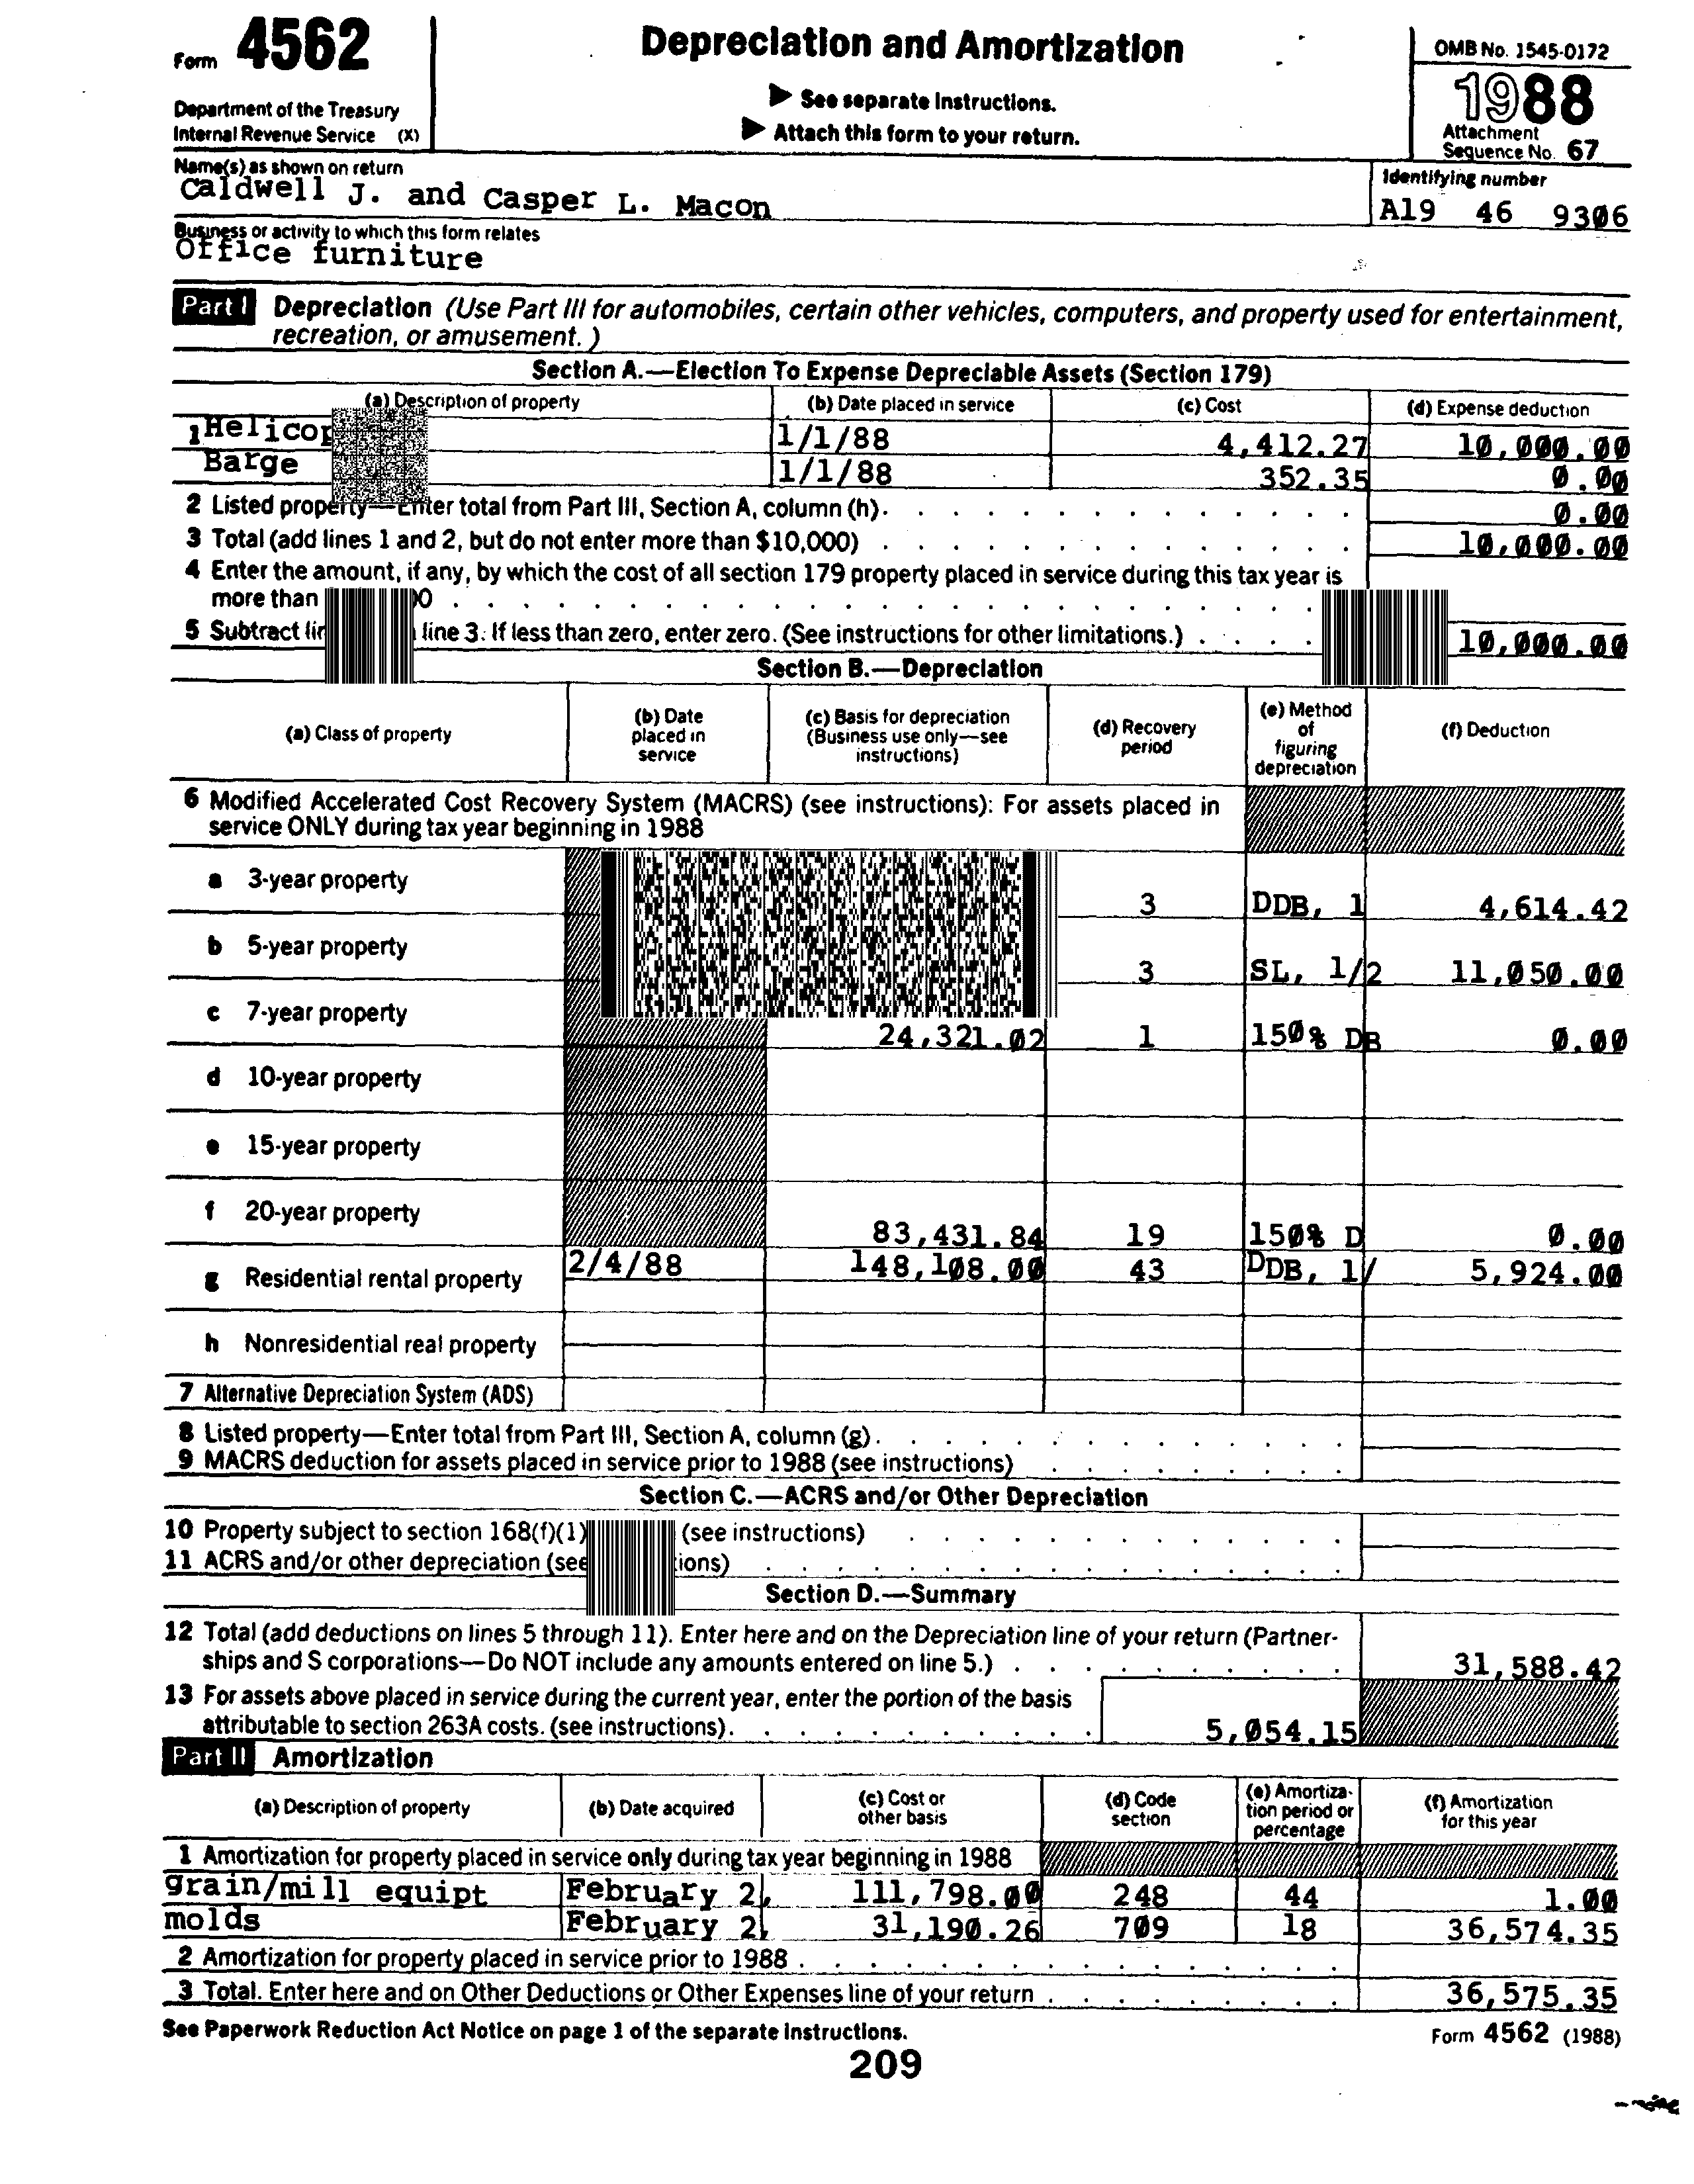 Form 4562
Department of the Treasury
Internal Revenue Service (X)
Depreciation and Amortization
▶ See separate Instructions.
▶ Attach this form to your return.
OMB No. 1545-0172
1988
Attachment
Sequence No. 67
Name(s) as shown on return
Caldwell J. and Casper L. Macon
Identifying number
A19 46 9306
Business or activity to which this form relates
Office furniture
Part I Depreciation (Use Part III for automobiles, certain other vehicles, computers, and property used for entertainment,
recreation, or amusement.)
Section A.—Election To Expense Depreciable Assets (Section 179)
(a) Description of property (b) Date placed in service (c) Cost (d) Expense deduction
1 1/1/88 4,412.27 10,000.00
Barge 1/1/88 352.35 0.00
2 Listed property—Enter total from Part III, Section A, column (h). 0.00
3 Total (add lines 1 and 2, but do not enter more than $10,000) 10,000.00
4 Enter the amount, if any, by which the cost of all section 179 property placed in service during this tax year is
more than
5 Subtract line 3. If less than zero, enter zero. (See instructions for other limitations.) 10,000.00
Section B.—Depreciation
(a) Class of property (b) Date placed in service (c) Basis for depreciation (Business use only—see instructions) (d) Recovery period (e) Method of figuring depreciation (f) Deduction
6 Modified Accelerated Cost Recovery System (MACRS) (see instructions): For assets placed in
service ONLY during tax year beginning in 1988
a 3-year property 3 DDB, 1 4,614.42
b 5-year property 3 SL, 1/2 11,050.00
c 7-year property 24,321.02 1 150% DB 0.00
d 10-year property
e 15-year property
f 20-year property 83,431.84 19 150% D 0.00
g Residential rental property 2/4/88 148,108.00 43 DDB, 1/ 5,924.00
h Nonresidential real property
7 Alternative Depreciation System (ADS)
8 Listed property—Enter total from Part III, Section A, column (g).
9 MACRS deduction for assets placed in service prior to 1988 (see instructions)
Section C.—ACRS and/or Other Depreciation
10 Property subject to section 168(f)(1) (see instructions)
11 ACRS and/or other depreciation (see
Section D.—Summary
12 Total (add deductions on lines 5 through 11). Enter here and on the Depreciation line of your return (Partner-
ships and S corporations—Do NOT include any amounts entered on line 5.) 31,588.42
13 For assets above placed in service during the current year, enter the portion of the basis
attributable to section 263A costs. (see instructions). 5,054.15
Part II Amortization
(a) Description of property (b) Date acquired (c) Cost or other basis (d) Code section (e) Amortiza-tion period or percentage (f) Amortization for this year
1 Amortization for property placed in service only during tax year beginning in 1988
grain/mill equipt February 2, 111,798.00 248 44 1.00
molds February 2, 31,190.26 709 18 36,574.35
2 Amortization for property placed in service prior to 1988
3 Total. Enter here and on Other Deductions or Other Expenses line of your return 36,575.35
See Paperwork Reduction Act Notice on page 1 of the separate Instructions.
Form 4562 (1988)
209